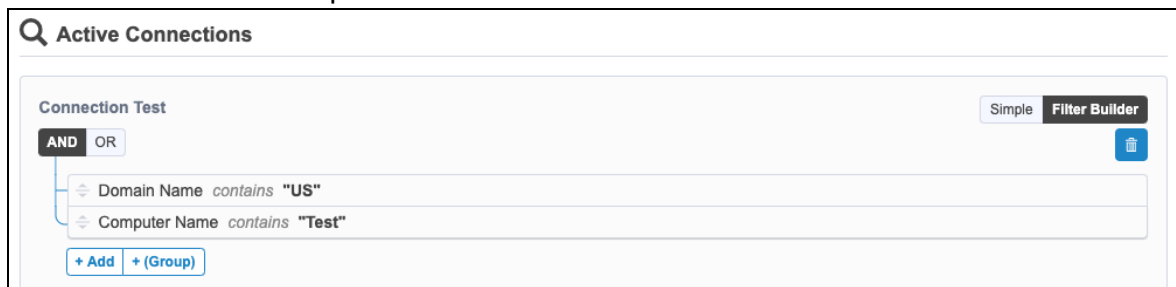 Active Connections
Connection Test
Simple Filter Builder
AND OR
Domain Name contains "US"
Computer Name contains "Test"
+ Add + (Group)